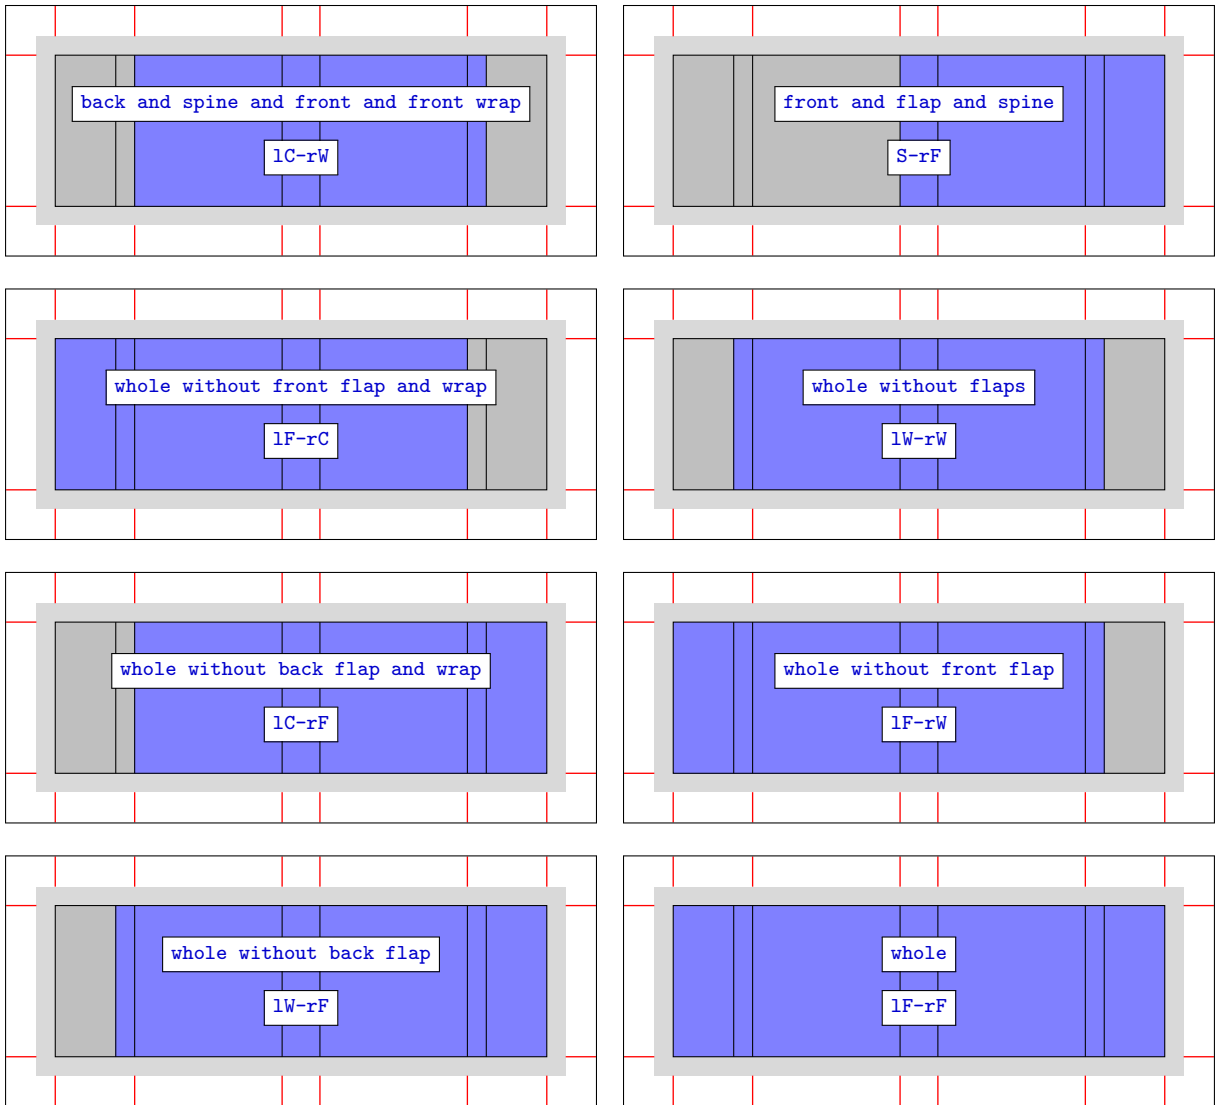 back and spine and front and front wrap
lC-rW
front and flap and spine
S-rF
whole without front flap and wrap
lF-rC
whole without flaps
lW-rW
whole without back flap and wrap
lC-rF
whole without front flap
lF-rW
whole without back flap
lW-rF
whole
lF-rF